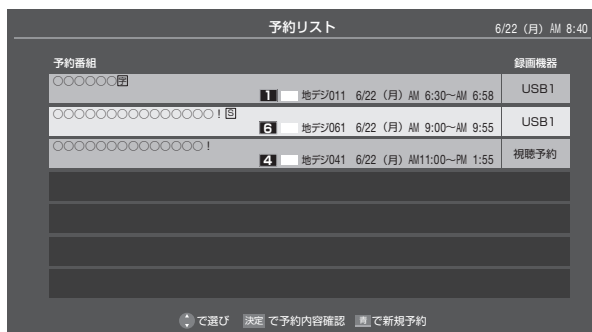 予約リスト 6/22（月）AM 8:40
予約番組 録画機器
○○○○○○字
1 地デジ011 6/22（月）AM 6:30～AM 6:58 USB1
○○○○○○○○○○○○○○○！S
6 地デジ061 6/22（月）AM 9:00～AM 9:55 USB1
○○○○○○○○○○○○○○！
4 地デジ041 6/22（月）AM11:00～PM 1:55 視聴予約
で選び 決定 で予約内容確認 青 で新規予約